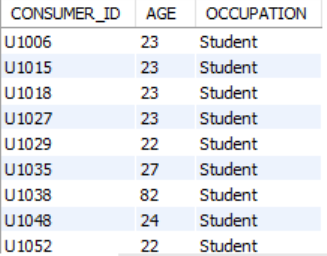 CONSUMER_ID AGE OCCUPATION
U1006 23 Student
U1015 23 Student
U1018 23 Student
U1027 23 Student
U1029 22 Student
U1035 27 Student
U1038 82 Student
U1048 24 Student
U1052 22 Student